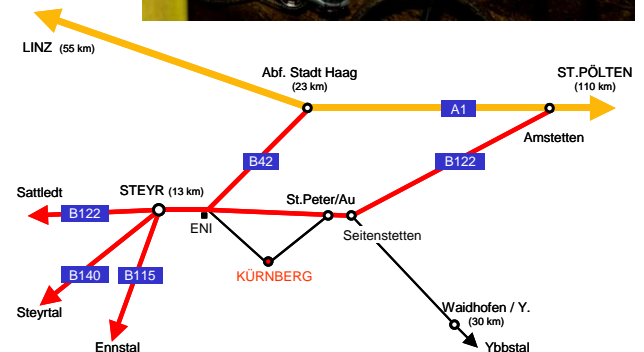 LINZ (55 km)
Abf. Stadt Haag
(23 km)
ST.PÖLTEN
(110 km)
A1
Amstetten
B42
B122
Sattledt
STEYR (13 km)
St.Peter/Au
B122
ENI
Seitenstetten
B140
B115
KÜRNBERG
Steyrtal
Waidhofen / Y.
(30 km)
Ennstal
Ybbstal